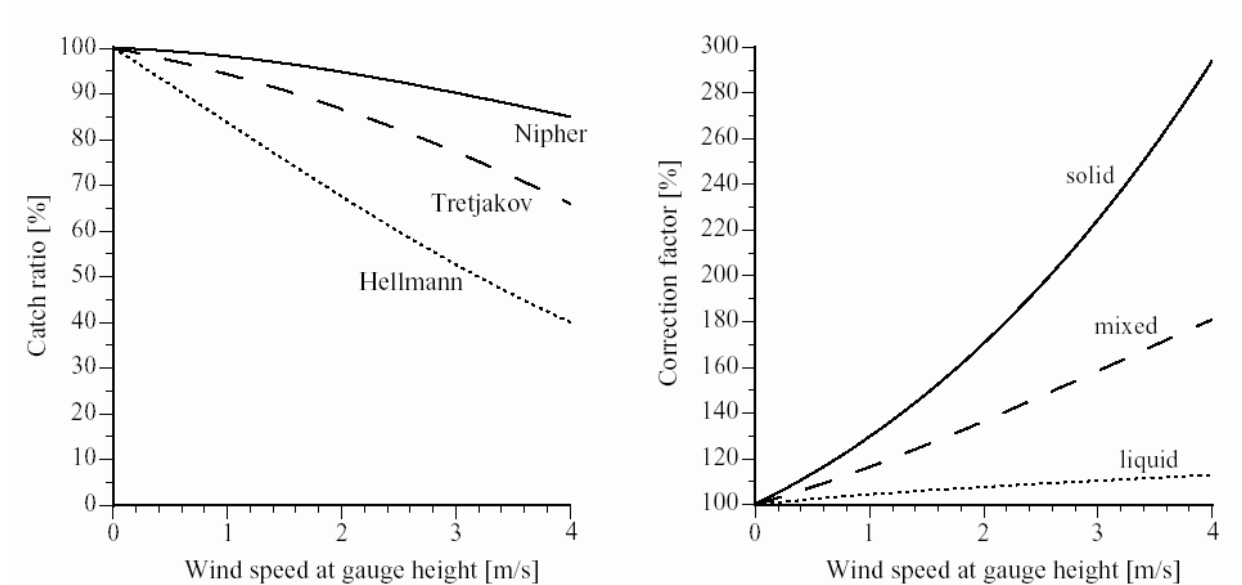 Catch ratio [%]
100
90
80
70
60
50
40
30
20
10
0
Nipher
Tretjakov
Hellmann
0 1 2 3 4
Wind speed at gauge height [m/s]
Correction factor [%]
300
280
260
240
220
200
180
160
140
120
100
solid
mixed
liquid
0 1 2 3 4
Wind speed at gauge height [m/s]